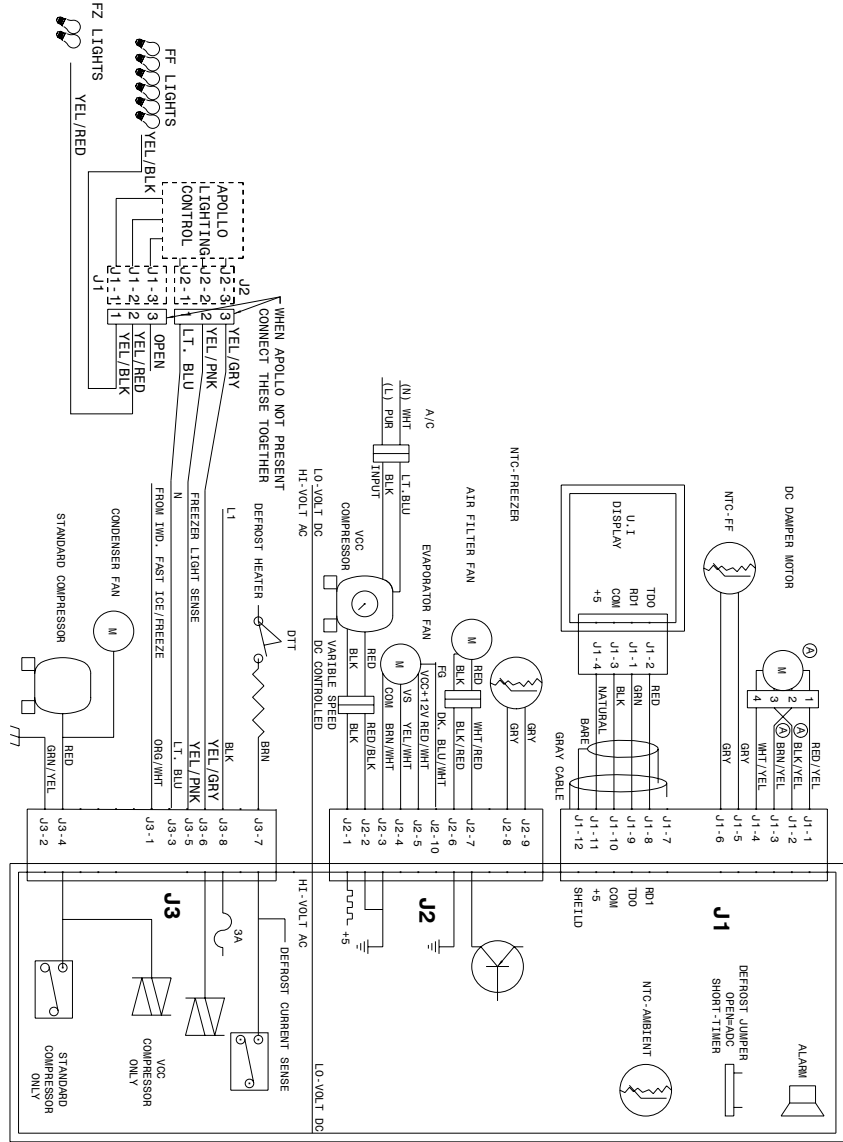 FZ LIGHTS
FF LIGHTS
YEL/RED
YEL/BLK
APOLLO
LIGHTING
CONTROL
J1
J1-1
J1-2
J1-3
J2-1
J2-2
J2-3
J2
1
2
3
2
3
OPEN
YEL/RED
YEL/BLK
YEL/GRY
YEL/PNK
LT. BLU
WHEN APOLLO NOT PRESENT
CONNECT THESE TOGETHER
A/C
(N) WHT
(L) PUR
INPUT
LT.BLU
BLK
LO-VOLT DC
HI-VOLT AC
NTC-FREEZER
AIR FILTER FAN
EVAPORATOR FAN
VCC
COMPRESSOR
VARIBLE SPEED
DC CONTROLLED
DC DAMPER MOTOR
NTC-FF
U.I
DISPLAY
TDO
RD1
COM
+5
J1-2
J1-1
J1-3
J1-4
RED
GRN
BLK
NATURAL
BARE
GRAY CABLE
A
M
1
2
3
4
A
A
RED/YEL
BLK/YEL
BRN/YEL
WHT/YEL
GRY
GRY
J1-1
J1-2
J1-3
J1-4
J1-5
J1-6
J1-7
J1-8
J1-9
J1-10
J1-11
J1-12
RD1
TDO
COM
+5
SHEILD
J1
GRY
GRY
M
RED
BLK
WHT/RED
BLK/RED
M
FG
DK. BLU/WHT
VCC+12V
RED/WHT
VS
YEL/WHT
COM
BRN/WHT
RED
BLK
RED/BLK
BLK
J2-9
J2-8
J2-7
J2-6
J2-10
J2-5
J2-4
J2-3
J2-2
J2-1
J2
+5
DEFROST HEATER
DTT
BRN
L1
BLK
YEL/GRY
FREEZER LIGHT SENSE
YEL/PNK
N
LT. BLU
FROM IWD. FAST ICE/FREEZE
ORG/WHT
CONDENSER FAN
M
STANDARD COMPRESSOR
RED
GRN/YEL
J3-7
J3-8
J3-6
J3-5
J3-3
J3-1
J3-4
J3-2
J3
HI-VOLT AC
LO-VOLT DC
3A
DEFROST CURRENT SENSE
VCC
COMPRESSOR
ONLY
STANDARD
COMPRESSOR
ONLY
ALARM
DEFROST JUMPER
OPEN=ADC
SHORT-TIMER
NTC-AMBIENT